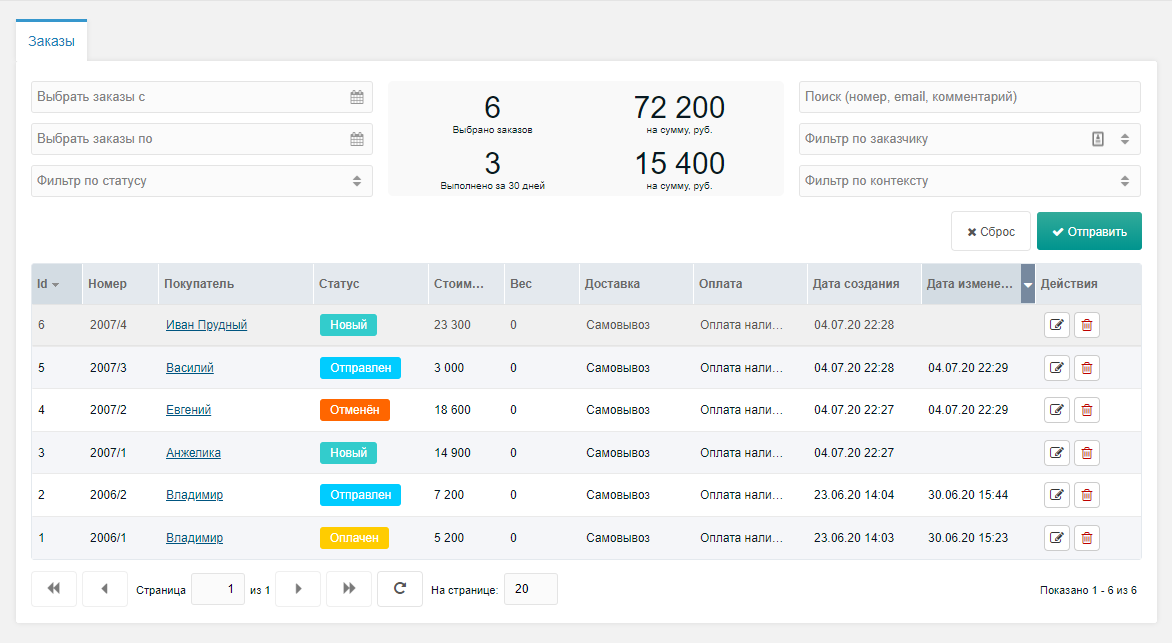 Заказы
Выбрать заказы с
Выбрать заказы по
Фильтр по статусу
6 72 200
Выбрано заказов на сумму, руб.
3 15 400
Выполнено за 30 дней на сумму, руб.
Поиск (номер, email, комментарий)
Фильтр по заказчику
Фильтр по контексту
Сброс Отправить
Id Номер Покупатель Статус Стоим... Вес Доставка Оплата Дата создания Дата измене... Действия
6 2007/4 Иван Прудный Новый 23 300 0 Самовывоз Оплата нали... 04.07.20 22:28
5 2007/3 Василий Отправлен 3 000 0 Самовывоз Оплата нали... 04.07.20 22:28 04.07.20 22:29
4 2007/2 Евгений Отменён 18 600 0 Самовывоз Оплата нали... 04.07.20 22:27 04.07.20 22:29
3 2007/1 Анжелика Новый 14 900 0 Самовывоз Оплата нали... 04.07.20 22:27
2 2006/2 Владимир Отправлен 7 200 0 Самовывоз Оплата нали... 23.06.20 14:04 30.06.20 15:44
1 2006/1 Владимир Оплачен 5 200 0 Самовывоз Оплата нали... 23.06.20 14:03 30.06.20 15:23
Страница 1 из 1 На странице: 20 Показано 1 - 6 из 6